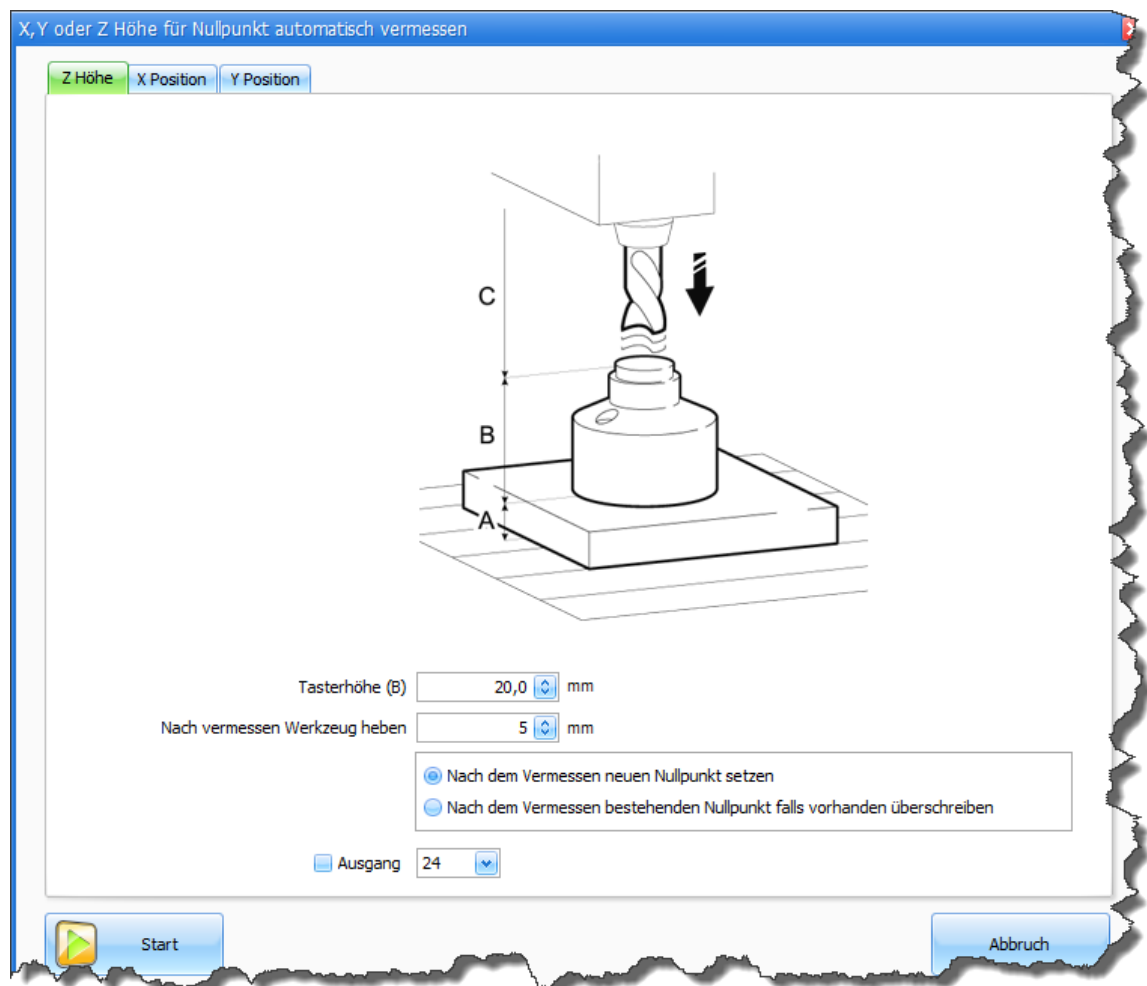 X,Y oder Z Höhe für Nullpunkt automatisch vermessen
Z Höhe X Position Y Position
C
B
A
Tasterhöhe (B) 20,0 mm
Nach vermessen Werkzeug heben 5 mm
Nach dem Vermessen neuen Nullpunkt setzen
Nach dem Vermessen bestehenden Nullpunkt falls vorhanden überschreiben
Ausgang 24
Start Abbruch